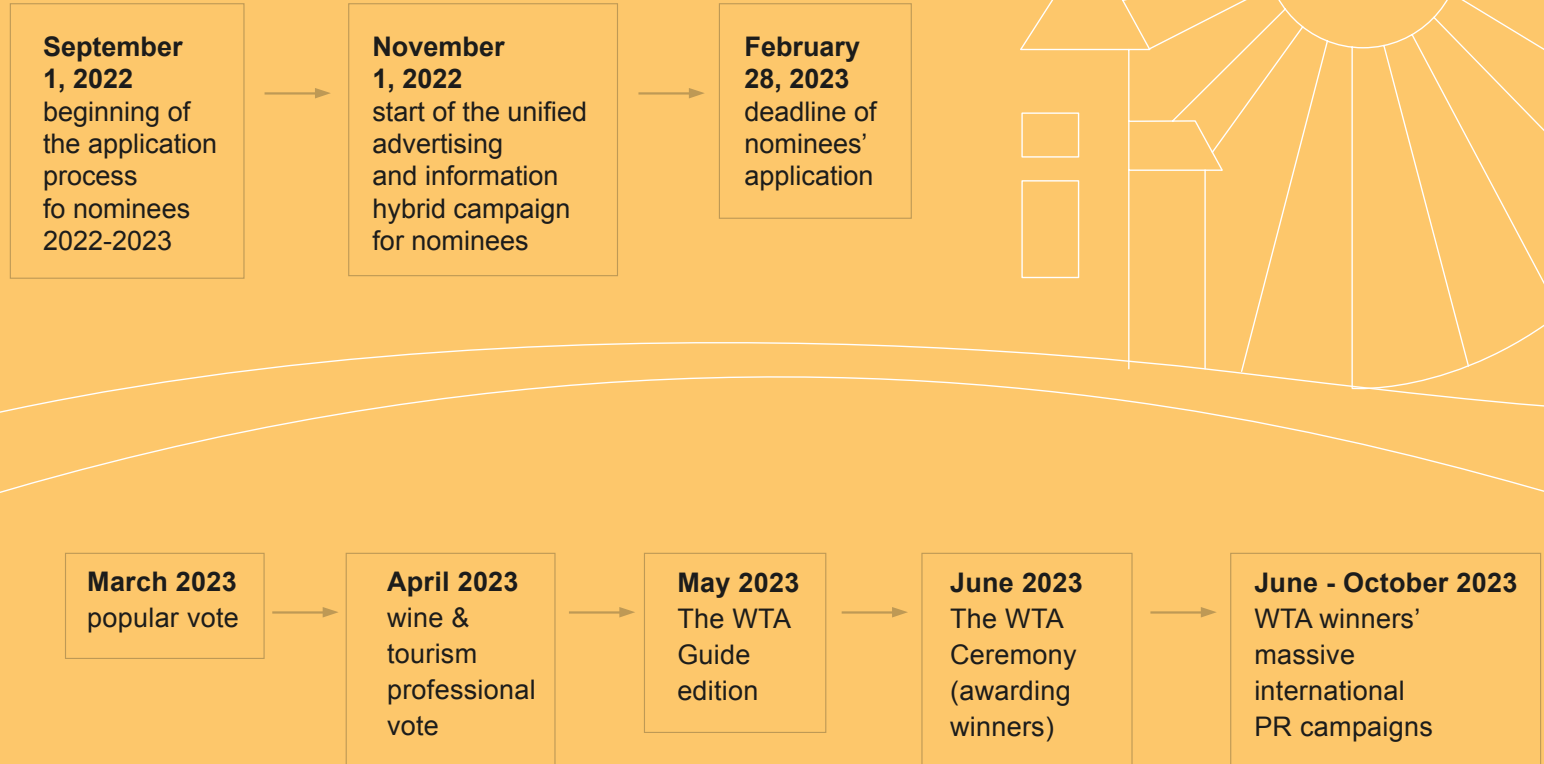 September
1, 2022
beginning of
the application
process
fo nominees
2022-2023
November
1, 2022
start of the unified
advertising
and information
hybrid campaign
for nominees
February
28, 2023
deadline of
nominees’
application
March 2023
popular vote
April 2023
wine &
tourism
professional
vote
May 2023
The WTA
Guide
edition
June 2023
The WTA
Ceremony
(awarding
winners)
June - October 2023
WTA winners’
massive
international
PR campaigns